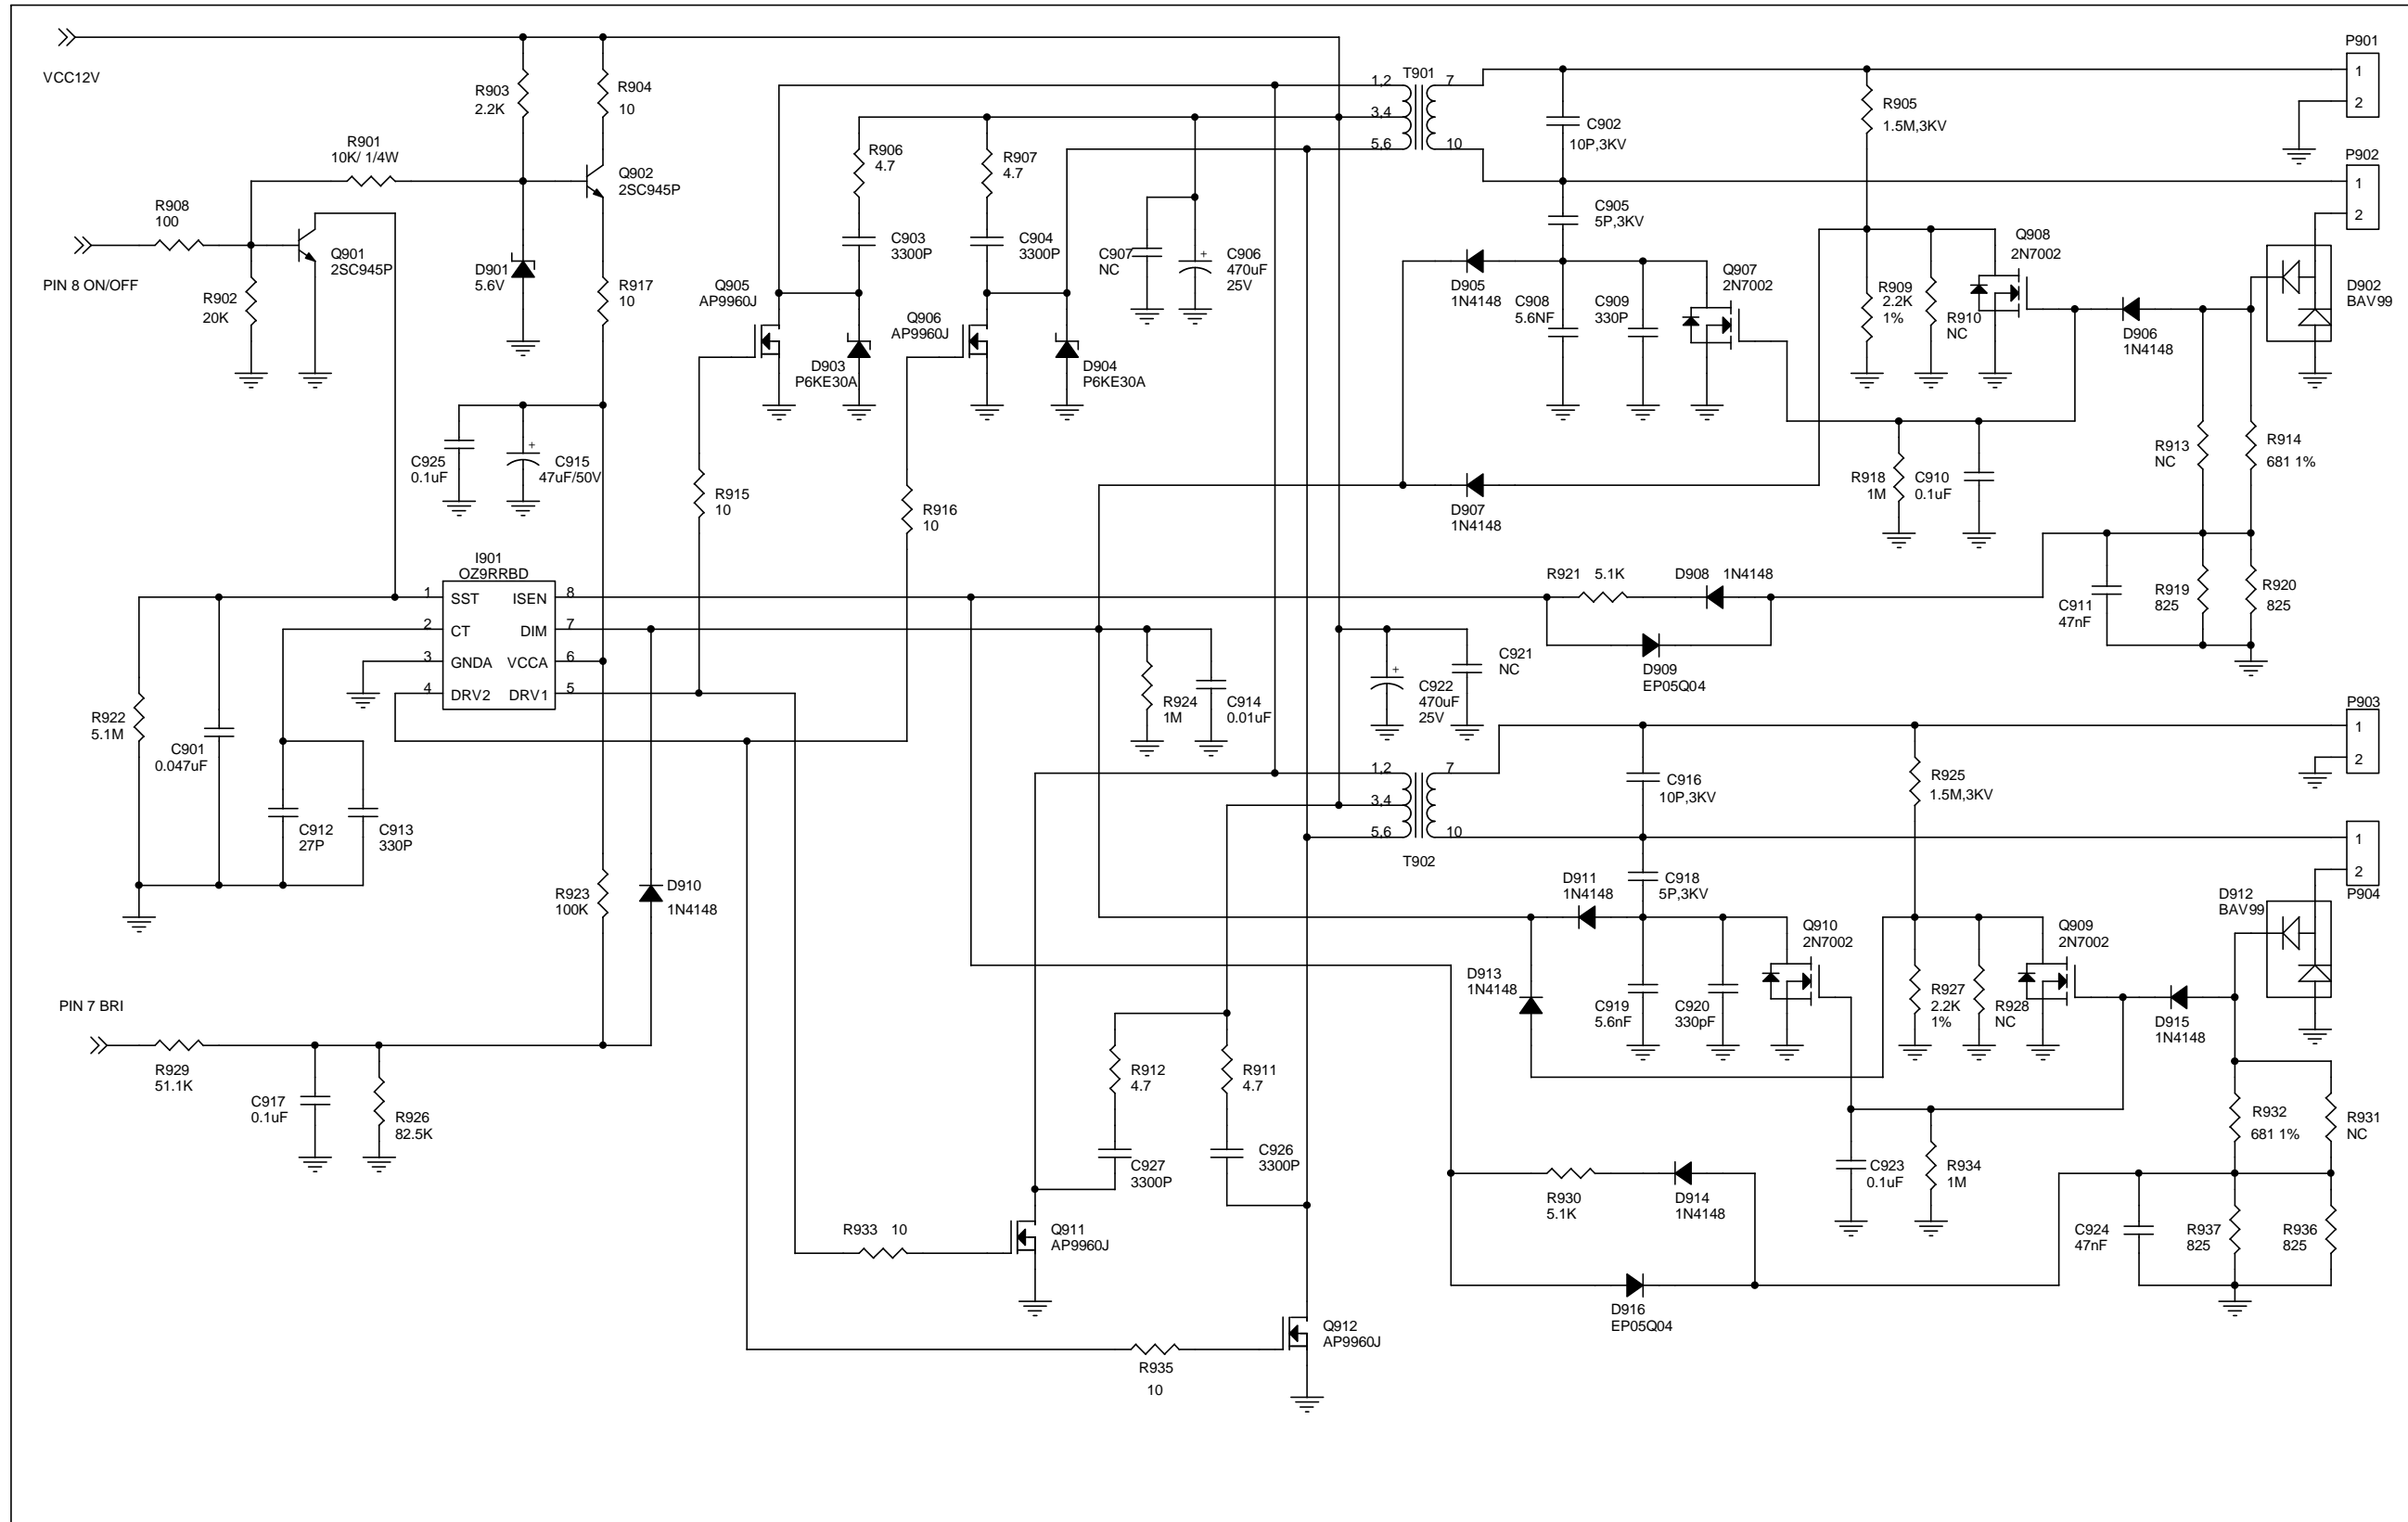 P901
1
2
VCC12V
R903
2.2K
R904
10
1,2
T901
7
3,4
5,6
10
C902
10P,3KV
R905
1.5M,3KV
P902
1
2
R901
10K/ 1/4W
Q902
2SC945P
R906
4.7
R907
4.7
R908
100
Q901
2SC945P
PIN 8 ON/OFF
R902
20K
D901
5.6V
R917
10
C903
3300P
C904
3300P
C907
NC
+
C906
470uF
25V
C905
5P,3KV
Q905
AP9960J
Q906
AP9960J
D903
P6KE30A
D904
P6KE30A
D905
1N4148
C908
5.6NF
C909
330P
Q907
2N7002
R909
2.2K
1%
R910
NC
Q908
2N7002
D906
1N4148
D902
BAV99
C925
0.1uF
+
C915
47uF/50V
R915
10
R916
10
D907
1N4148
R918
1M
C910
0.1uF
R913
NC
R914
681 1%
I901
OZ9RRBD
1
SST
ISEN
8
2
CT
DIM
7
3
GNDA
VCCA
6
4
DRV2
DRV1
5
R921 5.1K
D908 1N4148
D909
EP05Q04
C911
47nF
R919
825
R920
825
R922
5.1M
C901
0.047uF
R924
1M
C914
0.01uF
+
C922
470uF
25V
C921
NC
P903
1
2
C912
27P
C913
330P
1,2
7
3,4
5,6
10
T902
C916
10P,3KV
R925
1.5M,3KV
1
2
P904
R923
100K
D910
1N4148
D911
1N4148
C918
5P,3KV
D912
BAV99
Q910
2N7002
Q909
2N7002
D913
1N4148
C919
5.6nF
C920
330pF
R927
2.2K
1%
R928
NC
D915
1N4148
PIN 7 BRI
R929
51.1K
C917
0.1uF
R926
82.5K
R912
4.7
R911
4.7
C927
3300P
C926
3300P
R932
681 1%
R931
NC
R930
5.1K
D914
1N4148
C923
0.1uF
R934
1M
R933 10
Q911
AP9960J
C924
47nF
R937
825
R936
825
D916
EP05Q04
Q912
AP9960J
R935
10